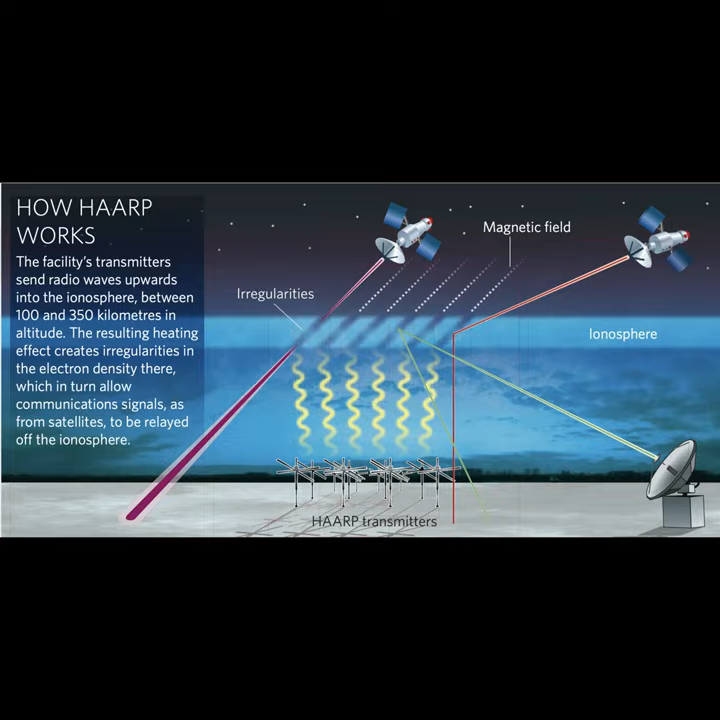 HOW HAARP
WORKS
The facility's transmitters
send radio waves upwards
into the ionosphere, between
100 and 350 kilometres in
altitude. The resulting heating
effect creates irregularities in
the electron density there,
which in turn allow
communications signals, as
from satellites, to be relayed
off the ionosphere.
Magnetic field
Irregularities
Ionosphere
HAARP transmitters